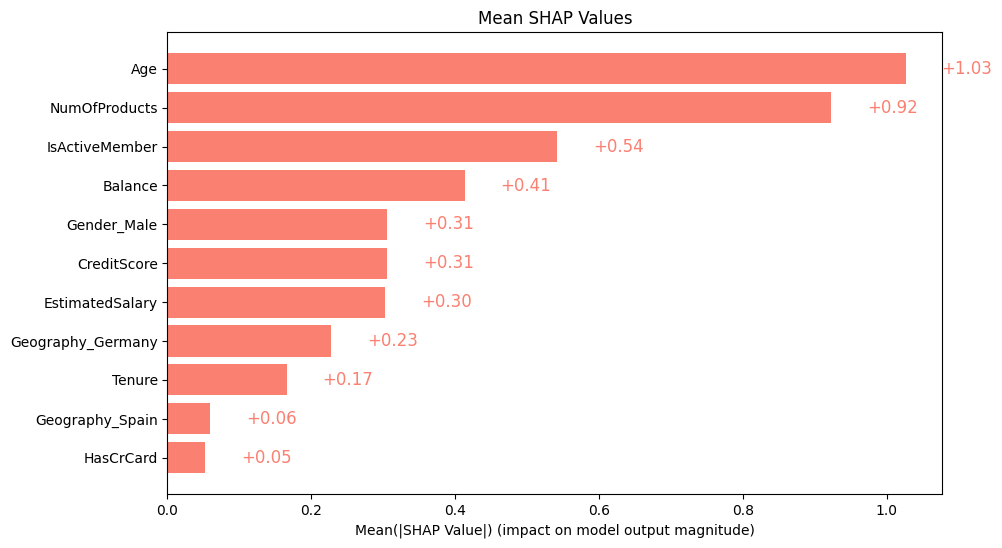 Mean SHAP Values
Age +1.03
NumOfProducts +0.92
IsActiveMember +0.54
Balance +0.41
Gender_Male +0.31
CreditScore +0.31
EstimatedSalary +0.30
Geography_Germany +0.23
Tenure +0.17
Geography_Spain +0.06
HasCrCard +0.05
0.0 0.2 0.4 0.6 0.8 1.0
Mean(|SHAP Value|) (impact on model output magnitude)